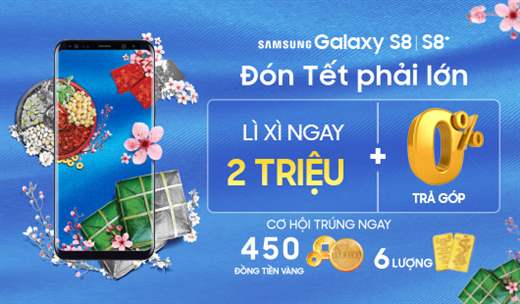 SAMSUNG Galaxy S8 | S8+
Đón Tết phải lớn
LÌ XÌ NGAY
2 TRIỆU
+
0%
TRẢ GÓP
CƠ HỘI TRÚNG NGAY
450
ĐỒNG TIỀN VÀNG
6 LƯỢNG